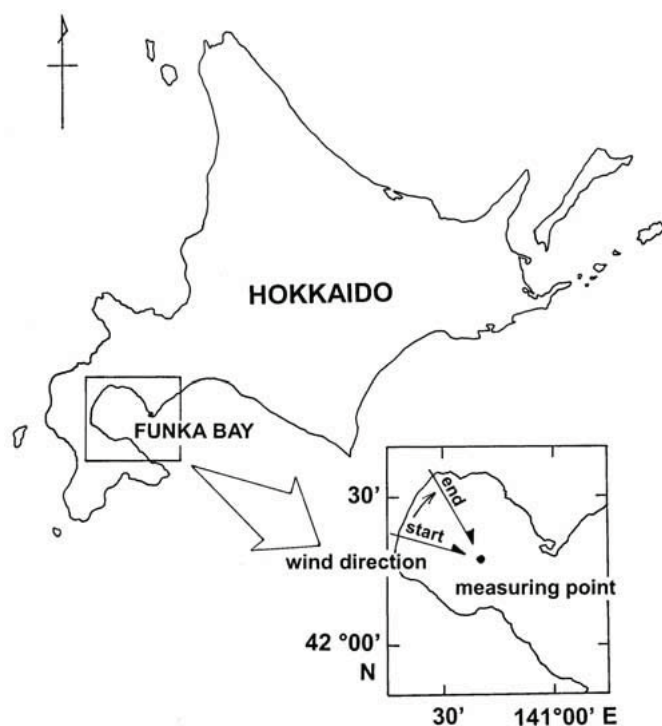 HOKKAIDO
FUNKA BAY
30'
end
start
wind direction
measuring point
42 °00'
N
30'
141°00' E